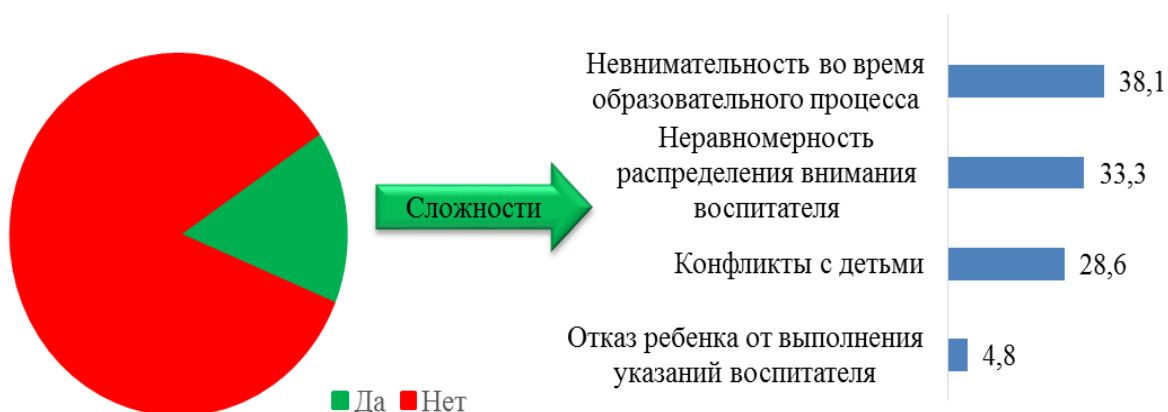 Сложности
Невнимательность во время
образовательного процесса
38,1
Неравномерность
распределения внимания
воспитателя
33,3
Конфликты с детьми
28,6
Отказ ребенка от выполнения
указаний воспитателя
4,8
Да Нет